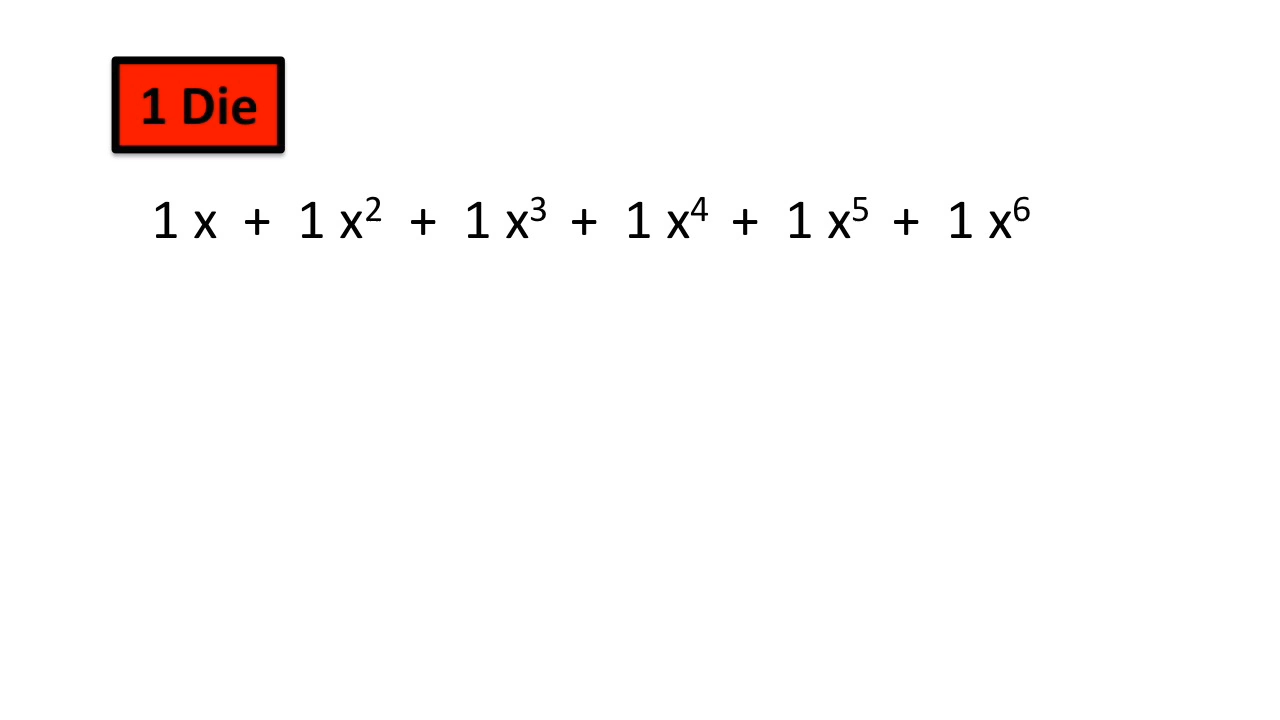 1 Die
1 x + 1 x² + 1 x³ + 1 x⁴ + 1 x⁵ + 1 x⁶